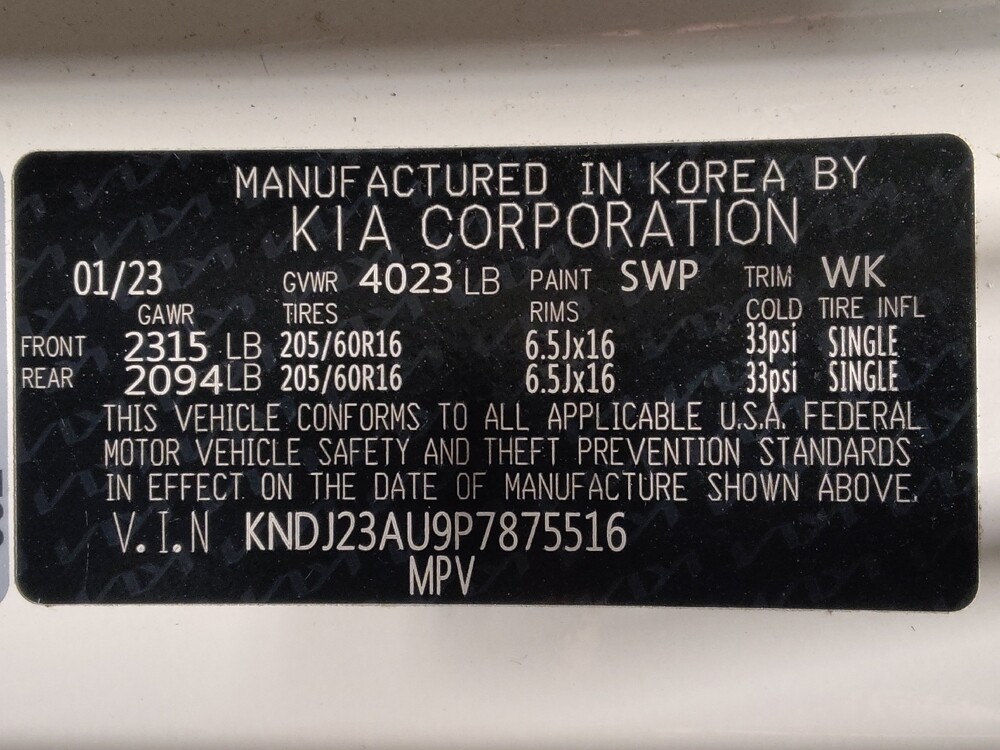 MANUFACTURED IN KOREA BY
KIA CORPORATION
01/23 GVWR 4023 LB PAINT SWP TRIM WK
GAWR TIRES RIMS COLD TIRE INFL
FRONT 2315 LB 205/60R16 6.5Jx16 33psi SINGLE
REAR 2094 LB 205/60R16 6.5Jx16 33psi SINGLE
THIS VEHICLE CONFORMS TO ALL APPLICABLE U.S.A. FEDERAL
MOTOR VEHICLE SAFETY AND THEFT PREVENTION STANDARDS
IN EFFECT ON THE DATE OF MANUFACTURE SHOWN ABOVE.
V.I.N KNDJ23AU9P7875516
MPV